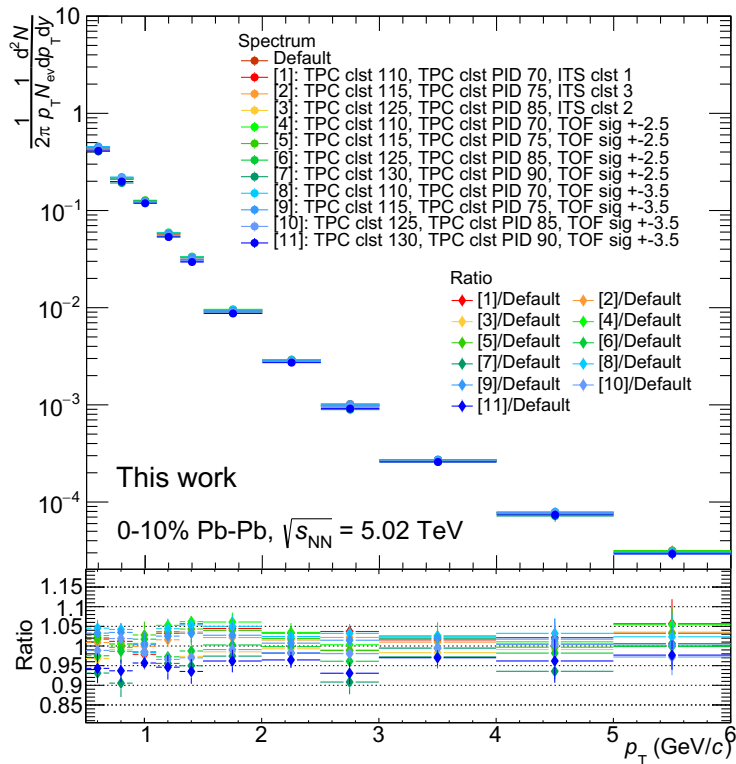 1/2π 1/p_T d²N/N_ev dp_T dy
10
1
10⁻¹
10⁻²
10⁻³
10⁻⁴
Spectrum
Default
[1]: TPC clst 110, TPC clst PID 70, ITS clst 1
[2]: TPC clst 115, TPC clst PID 75, ITS clst 3
[3]: TPC clst 125, TPC clst PID 85, ITS clst 2
[4]: TPC clst 110, TPC clst PID 70, TOF sig +-2.5
[5]: TPC clst 115, TPC clst PID 75, TOF sig +-2.5
[6]: TPC clst 125, TPC clst PID 85, TOF sig +-2.5
[7]: TPC clst 130, TPC clst PID 90, TOF sig +-2.5
[8]: TPC clst 110, TPC clst PID 70, TOF sig +-3.5
[9]: TPC clst 115, TPC clst PID 75, TOF sig +-3.5
[10]: TPC clst 125, TPC clst PID 85, TOF sig +-3.5
[11]: TPC clst 130, TPC clst PID 90, TOF sig +-3.5
Ratio
[1]/Default [2]/Default
[3]/Default [4]/Default
[5]/Default [6]/Default
[7]/Default [8]/Default
[9]/Default [10]/Default
[11]/Default
This work
0-10% Pb-Pb, √s_NN = 5.02 TeV
Ratio
1.15
1.1
1.05
1
0.95
0.9
0.85
1 2 3 4 5 6
p_T (GeV/c)